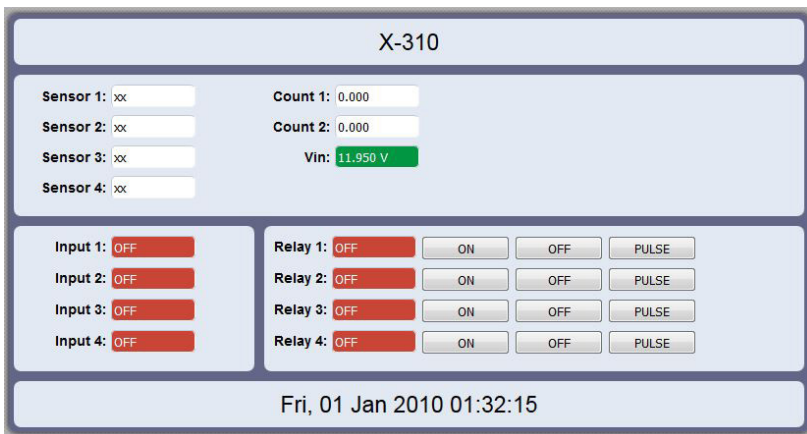 X-310
Sensor 1: xx Count 1: 0.000
Sensor 2: xx Count 2: 0.000
Sensor 3: xx Vin: 11.950 V
Sensor 4: xx
Input 1: OFF Relay 1: OFF ON OFF PULSE
Input 2: OFF Relay 2: OFF ON OFF PULSE
Input 3: OFF Relay 3: OFF ON OFF PULSE
Input 4: OFF Relay 4: OFF ON OFF PULSE
Fri, 01 Jan 2010 01:32:15